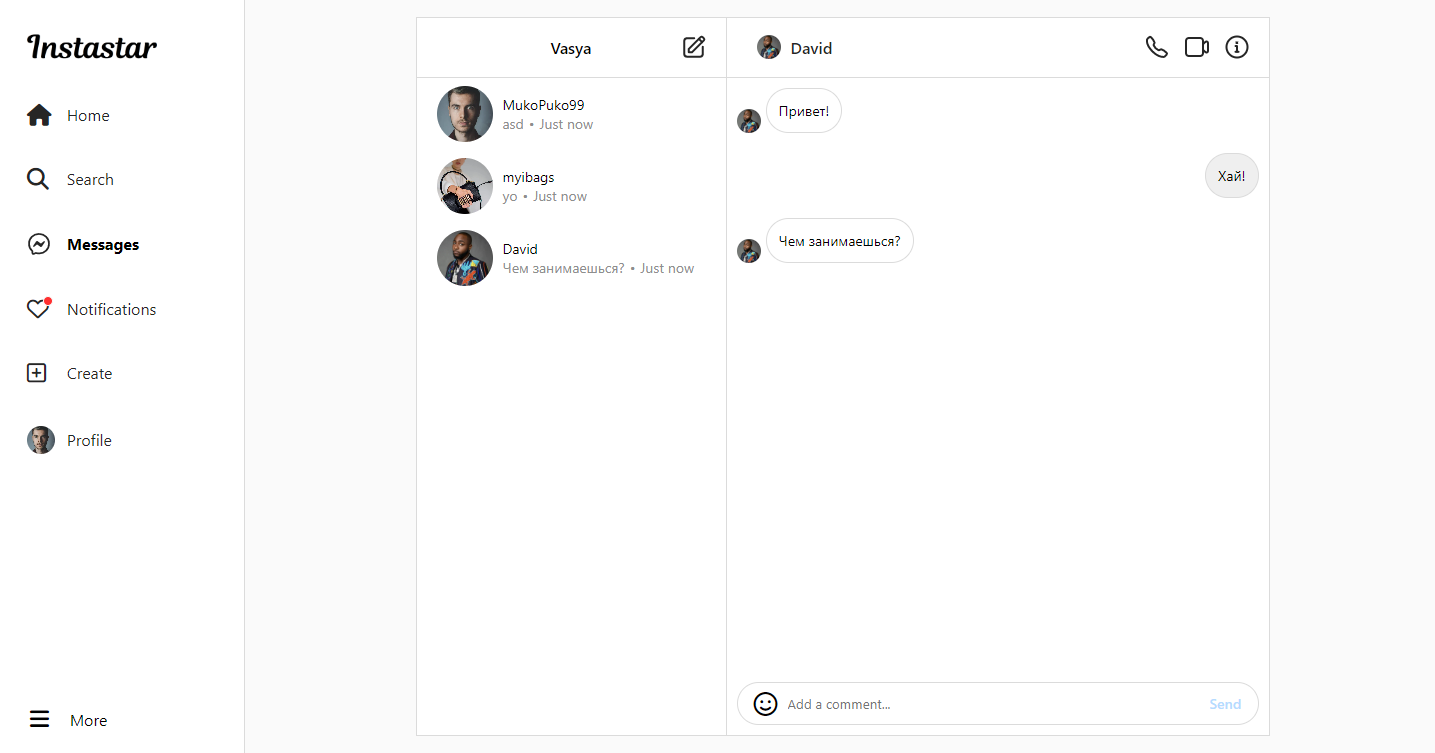 Instastar
Home
Search
Messages
Notifications
Create
Profile
More
Vasya
MukoPuko99
asd • Just now
myibags
yo • Just now
David
Чем занимаешься? • Just now
David
Привет!
Хай!
Чем занимаешься?
Add a comment...
Send